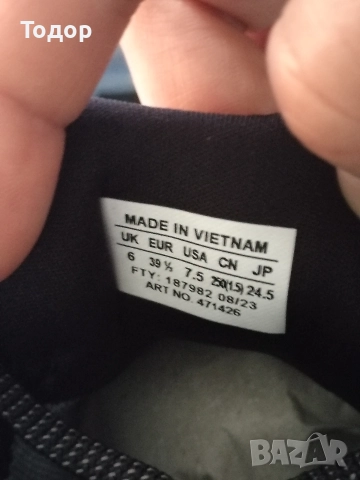 Тодор
MADE IN VIETNAM
UK EUR USA CN JP
6 39 ⅓ 7.5 250(1.5) 24.5
FTY: 187982 08/23
ART NO. 471426
BAZAR